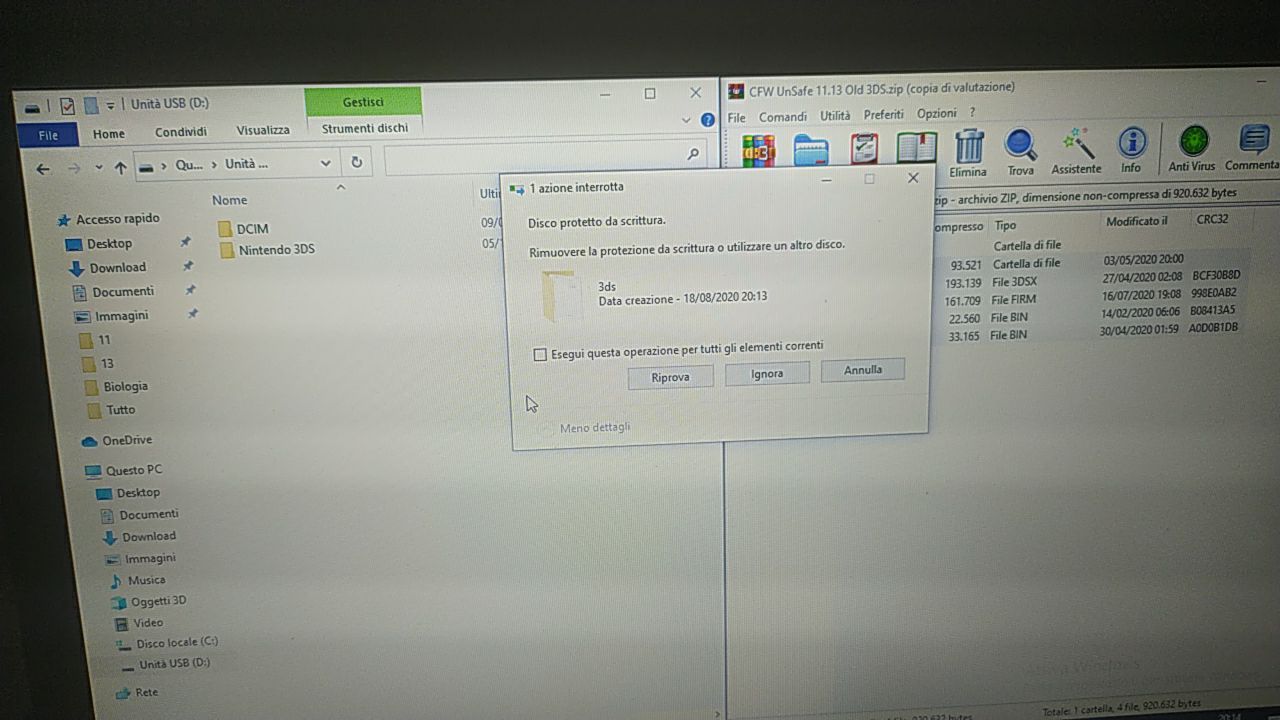 Unità USB (D:)
Gestisci
File
Home
Condividi
Visualizza
Strumenti dischi
Qu...
Unità ...
Nome
DCIM
Nintendo 3DS
Accesso rapido
Desktop
Download
Documenti
Immagini
11
13
Biologia
Tutto
OneDrive
Questo PC
Desktop
Documenti
Download
Immagini
Musica
Oggetti 3D
Video
Disco locale (C:)
Unità USB (D:)
Rete
1 azione interrotta
Disco protetto da scrittura.
Rimuovere la protezione da scrittura o utilizzare un altro disco.
3ds
Data creazione - 18/08/2020 20:13
Esegui questa operazione per tutti gli elementi correnti
Riprova Ignora Annulla
Meno dettagli
CFW UnSafe 11.13 Old 3DS.zip (copia di valutazione)
File Comandi Utilità Preferiti Opzioni ?
Elimina Trova Assistente Info Anti Virus Commenta
zip - archivio ZIP, dimensione non-compressa di 920.632 bytes
Tipo Modificato il CRC32
Cartella di file
93.521 Cartella di file 03/05/2020 20:00
193.139 File 3DSX 27/04/2020 02:08 BCF30B8D
161.709 File FIRM 16/07/2020 19:08 998E0AB2
22.560 File BIN 14/02/2020 06:06 B08413A5
33.165 File BIN 30/04/2020 01:59 A0D0B1DB
Totale: 1 cartella, 4 file, 920.632 bytes